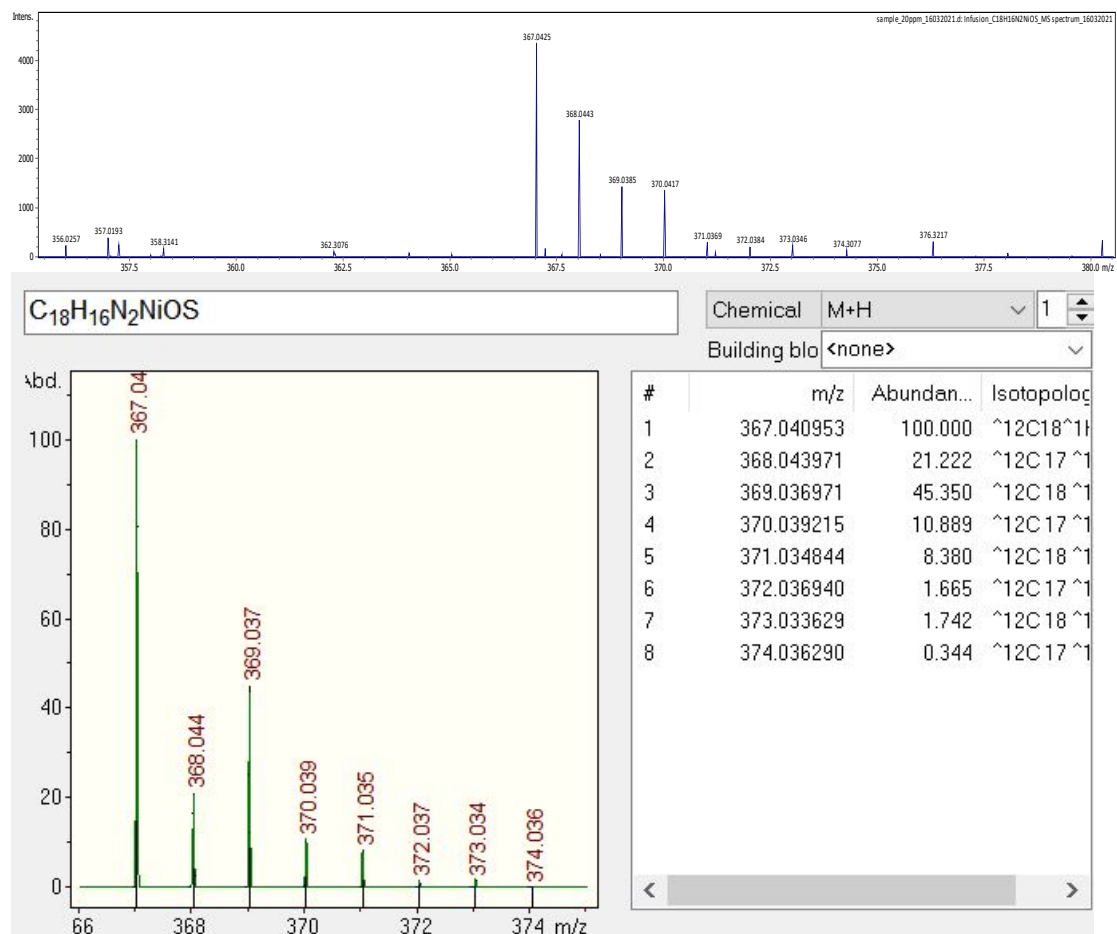 Intens.
sample_20ppm_16032021.d: Infusion_C18H16N2NiOS_MS spectrum_16032021
367.0425
4000
3000
368.0443
2000
369.0385
370.0417
1000
356.0257
357.0193
358.3141
362.3076
371.0369
372.0384
373.0346
374.3077
376.3217
0
357.5
360.0
362.5
365.0
367.5
370.0
372.5
375.0
377.5
380.0 m/z
C₁₈H₁₆N₂NiOS
Chemical M+H 1
Building blo <none>
Abd.
367.04
100
368.044
80
369.037
60
370.039
40
371.035
20
372.037
373.034
374.036
0
66 368 370 372 374 m/z
# m/z Abundan... Isotopolog
1 367.040953 100.000 ^12C18^1H
2 368.043971 21.222 ^12C17 ^1
3 369.036971 45.350 ^12C18 ^1
4 370.039215 10.889 ^12C17 ^1
5 371.034844 8.380 ^12C18 ^1
6 372.036940 1.665 ^12C17 ^1
7 373.033629 1.742 ^12C18 ^1
8 374.036290 0.344 ^12C17 ^1